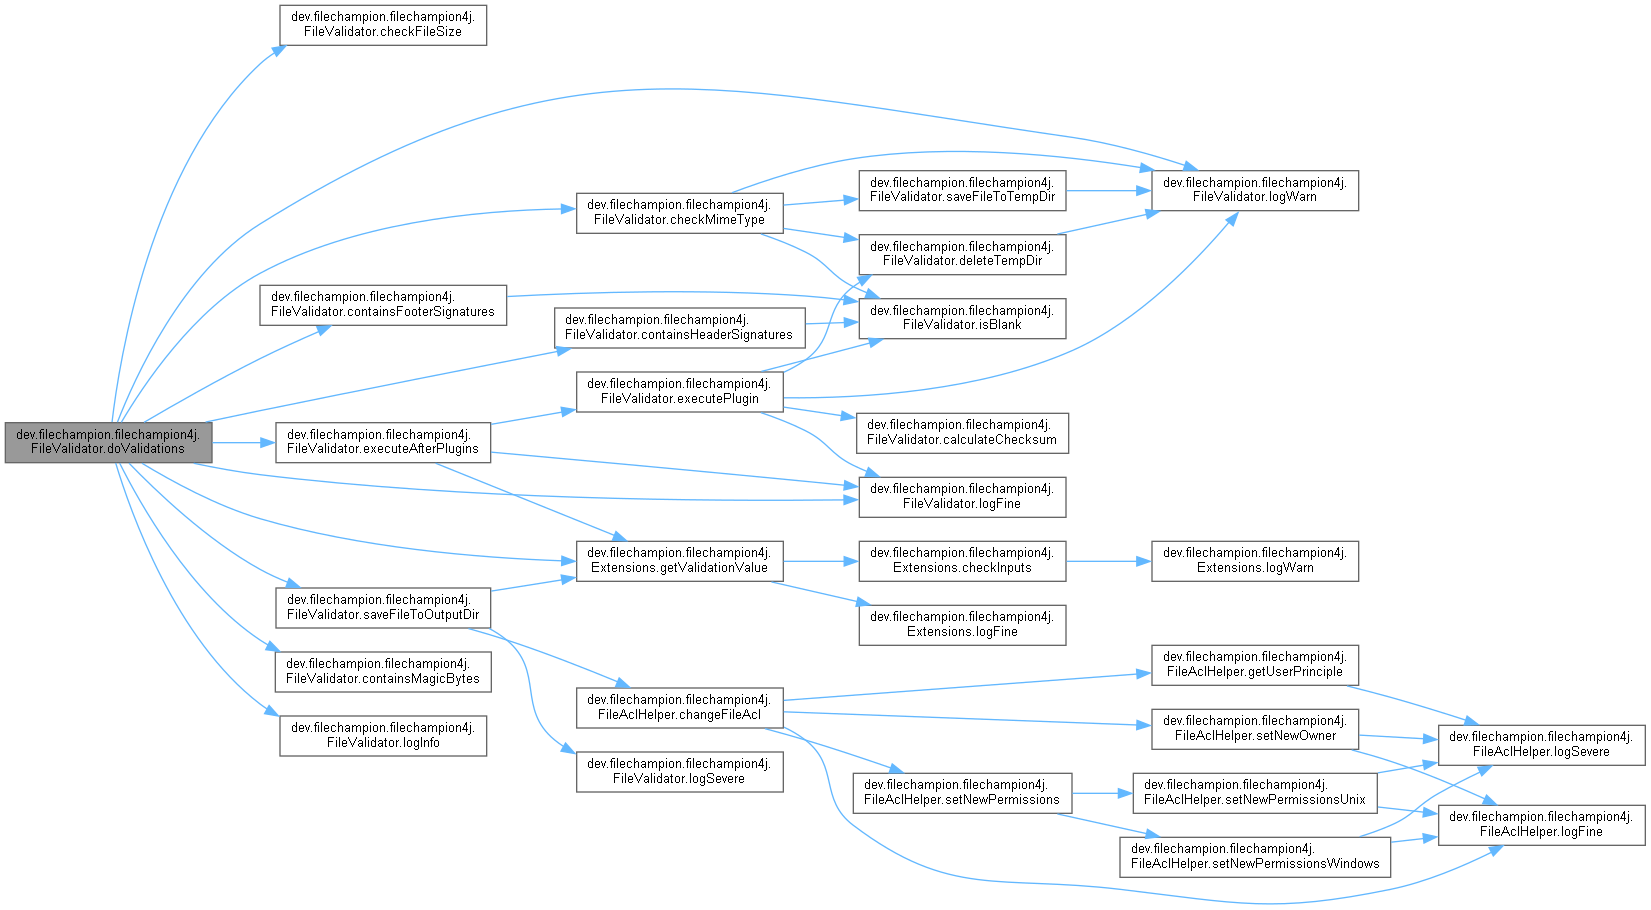 dev.filechampion.filechampion4j.
FileValidator.checkFileSize
dev.filechampion.filechampion4j.
FileValidator.logWarn
dev.filechampion.filechampion4j.
FileValidator.saveFileToTempDir
dev.filechampion.filechampion4j.
FileValidator.checkMimeType
dev.filechampion.filechampion4j.
FileValidator.deleteTempDir
dev.filechampion.filechampion4j.
FileValidator.containsFooterSignatures
dev.filechampion.filechampion4j.
FileValidator.isBlank
dev.filechampion.filechampion4j.
FileValidator.containsHeaderSignatures
dev.filechampion.filechampion4j.
FileValidator.executePlugin
dev.filechampion.filechampion4j.
FileValidator.calculateChecksum
dev.filechampion.filechampion4j.
FileValidator.doValidations
dev.filechampion.filechampion4j.
FileValidator.executeAfterPlugins
dev.filechampion.filechampion4j.
FileValidator.logFine
dev.filechampion.filechampion4j.
Extensions.getValidationValue
dev.filechampion.filechampion4j.
Extensions.checkInputs
dev.filechampion.filechampion4j.
Extensions.logWarn
dev.filechampion.filechampion4j.
FileValidator.saveFileToOutputDir
dev.filechampion.filechampion4j.
Extensions.logFine
dev.filechampion.filechampion4j.
FileValidator.containsMagicBytes
dev.filechampion.filechampion4j.
FileAclHelper.getUserPrinciple
dev.filechampion.filechampion4j.
FileAclHelper.changeFileAcl
dev.filechampion.filechampion4j.
FileAclHelper.setNewOwner
dev.filechampion.filechampion4j.
FileValidator.logInfo
dev.filechampion.filechampion4j.
FileAclHelper.logSevere
dev.filechampion.filechampion4j.
FileValidator.logSevere
dev.filechampion.filechampion4j.
FileAclHelper.setNewPermissions
dev.filechampion.filechampion4j.
FileAclHelper.setNewPermissionsUnix
dev.filechampion.filechampion4j.
FileAclHelper.logFine
dev.filechampion.filechampion4j.
FileAclHelper.setNewPermissionsWindows